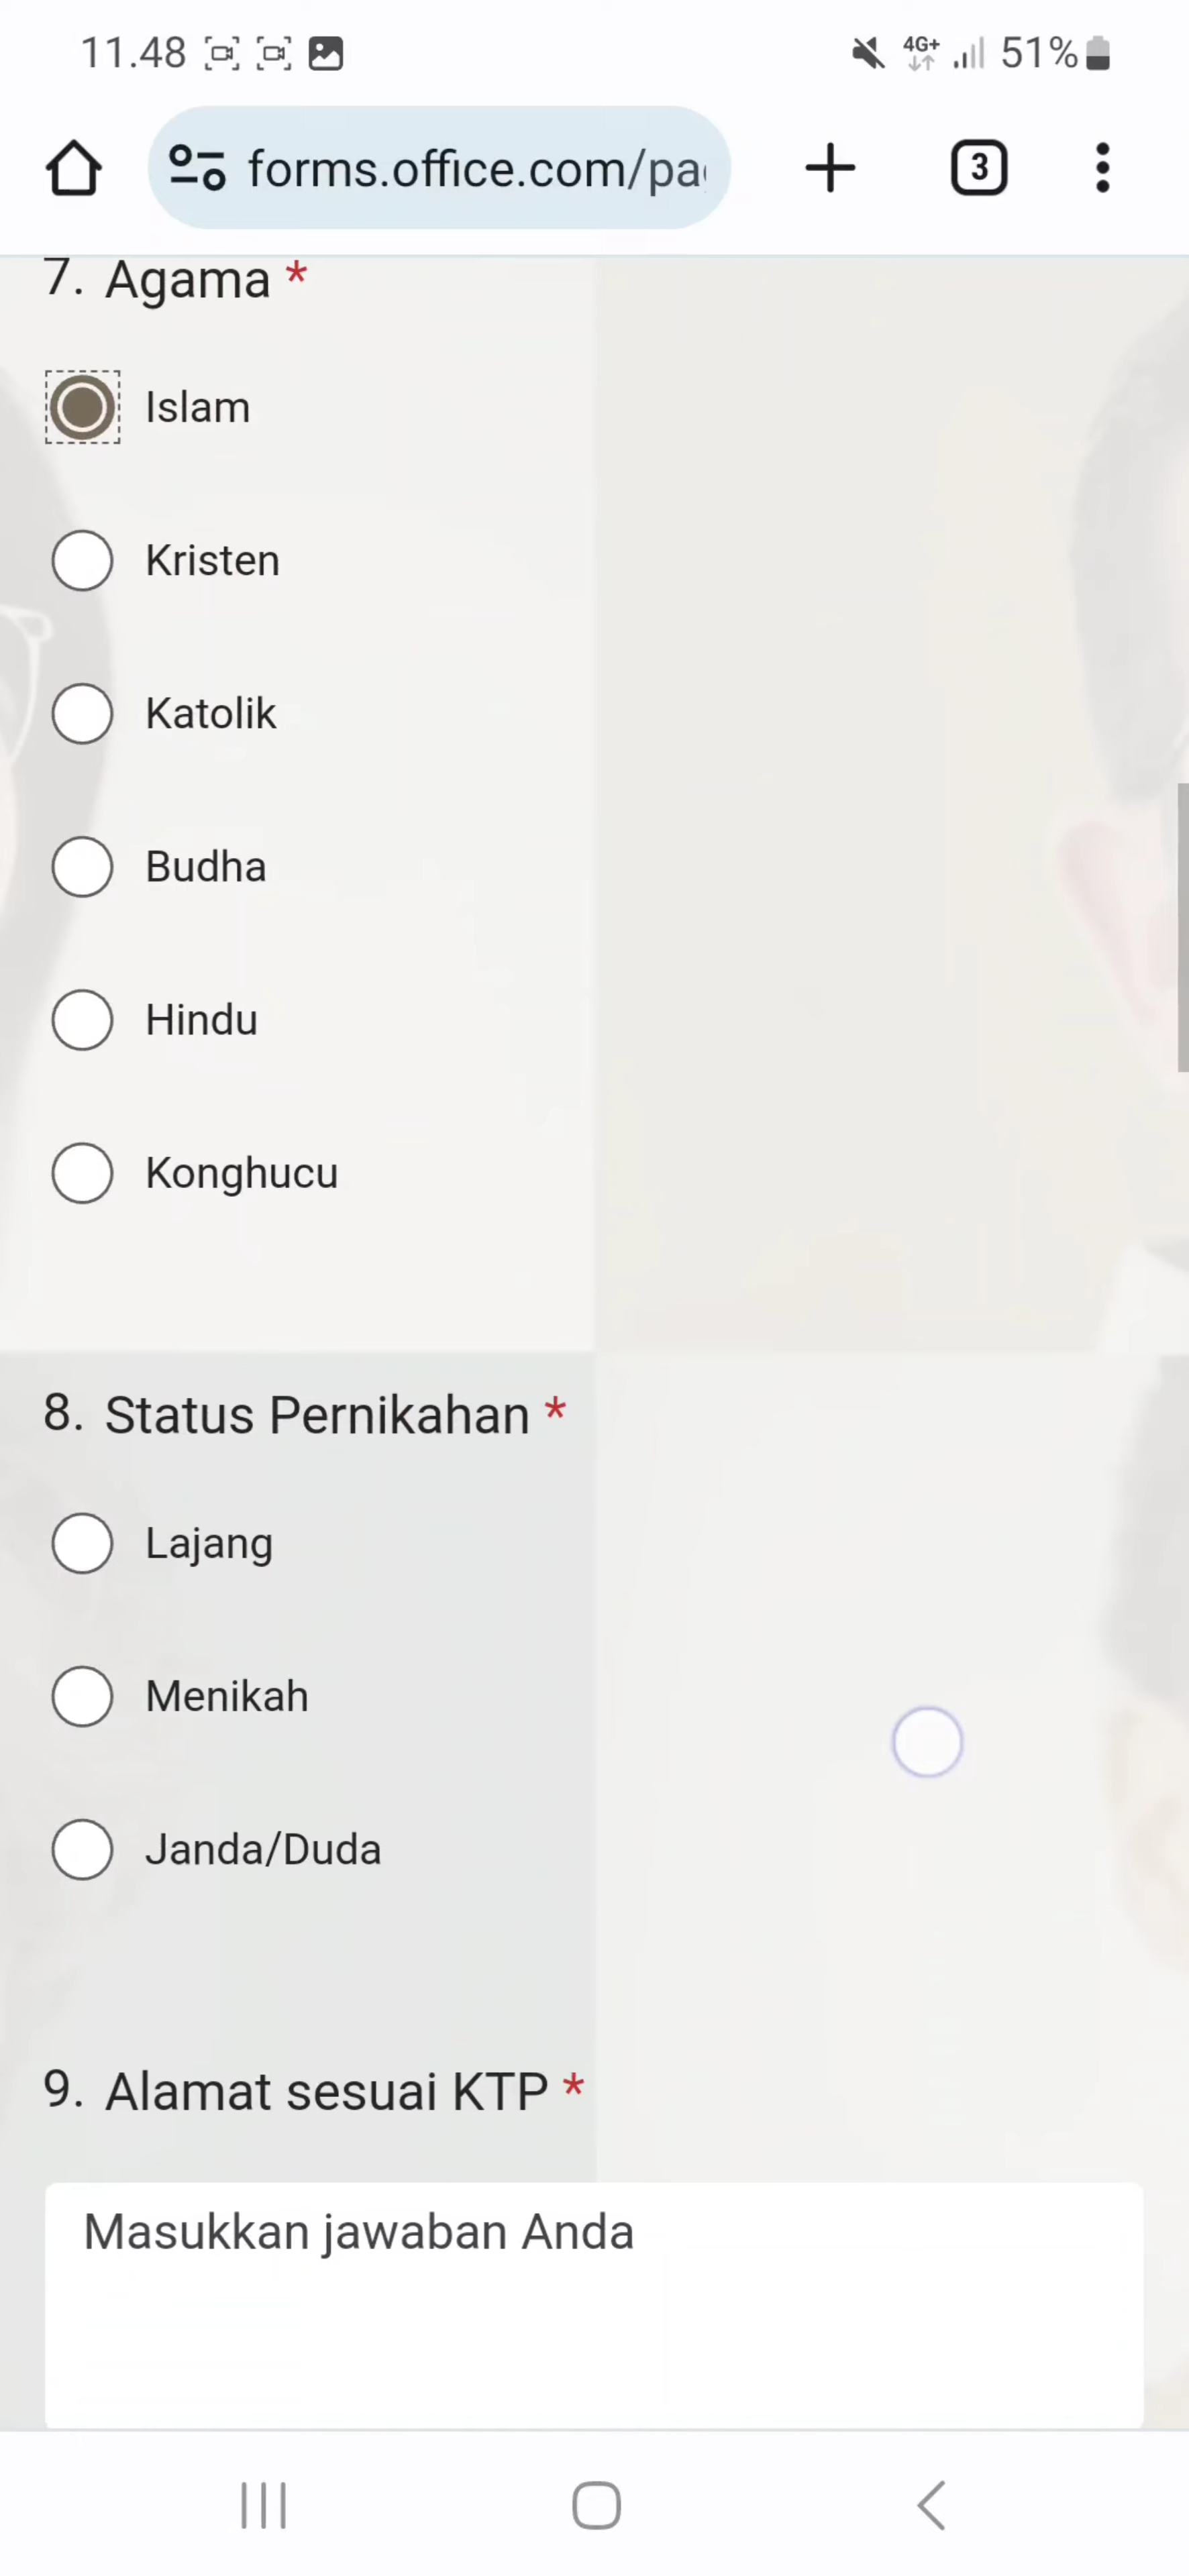 11.48
4G+
51%
forms.office.com/pa
3
7. Agama *
Islam
Kristen
Katolik
Budha
Hindu
Konghucu
8. Status Pernikahan *
Lajang
Menikah
Janda/Duda
9. Alamat sesuai KTP *
Masukkan jawaban Anda